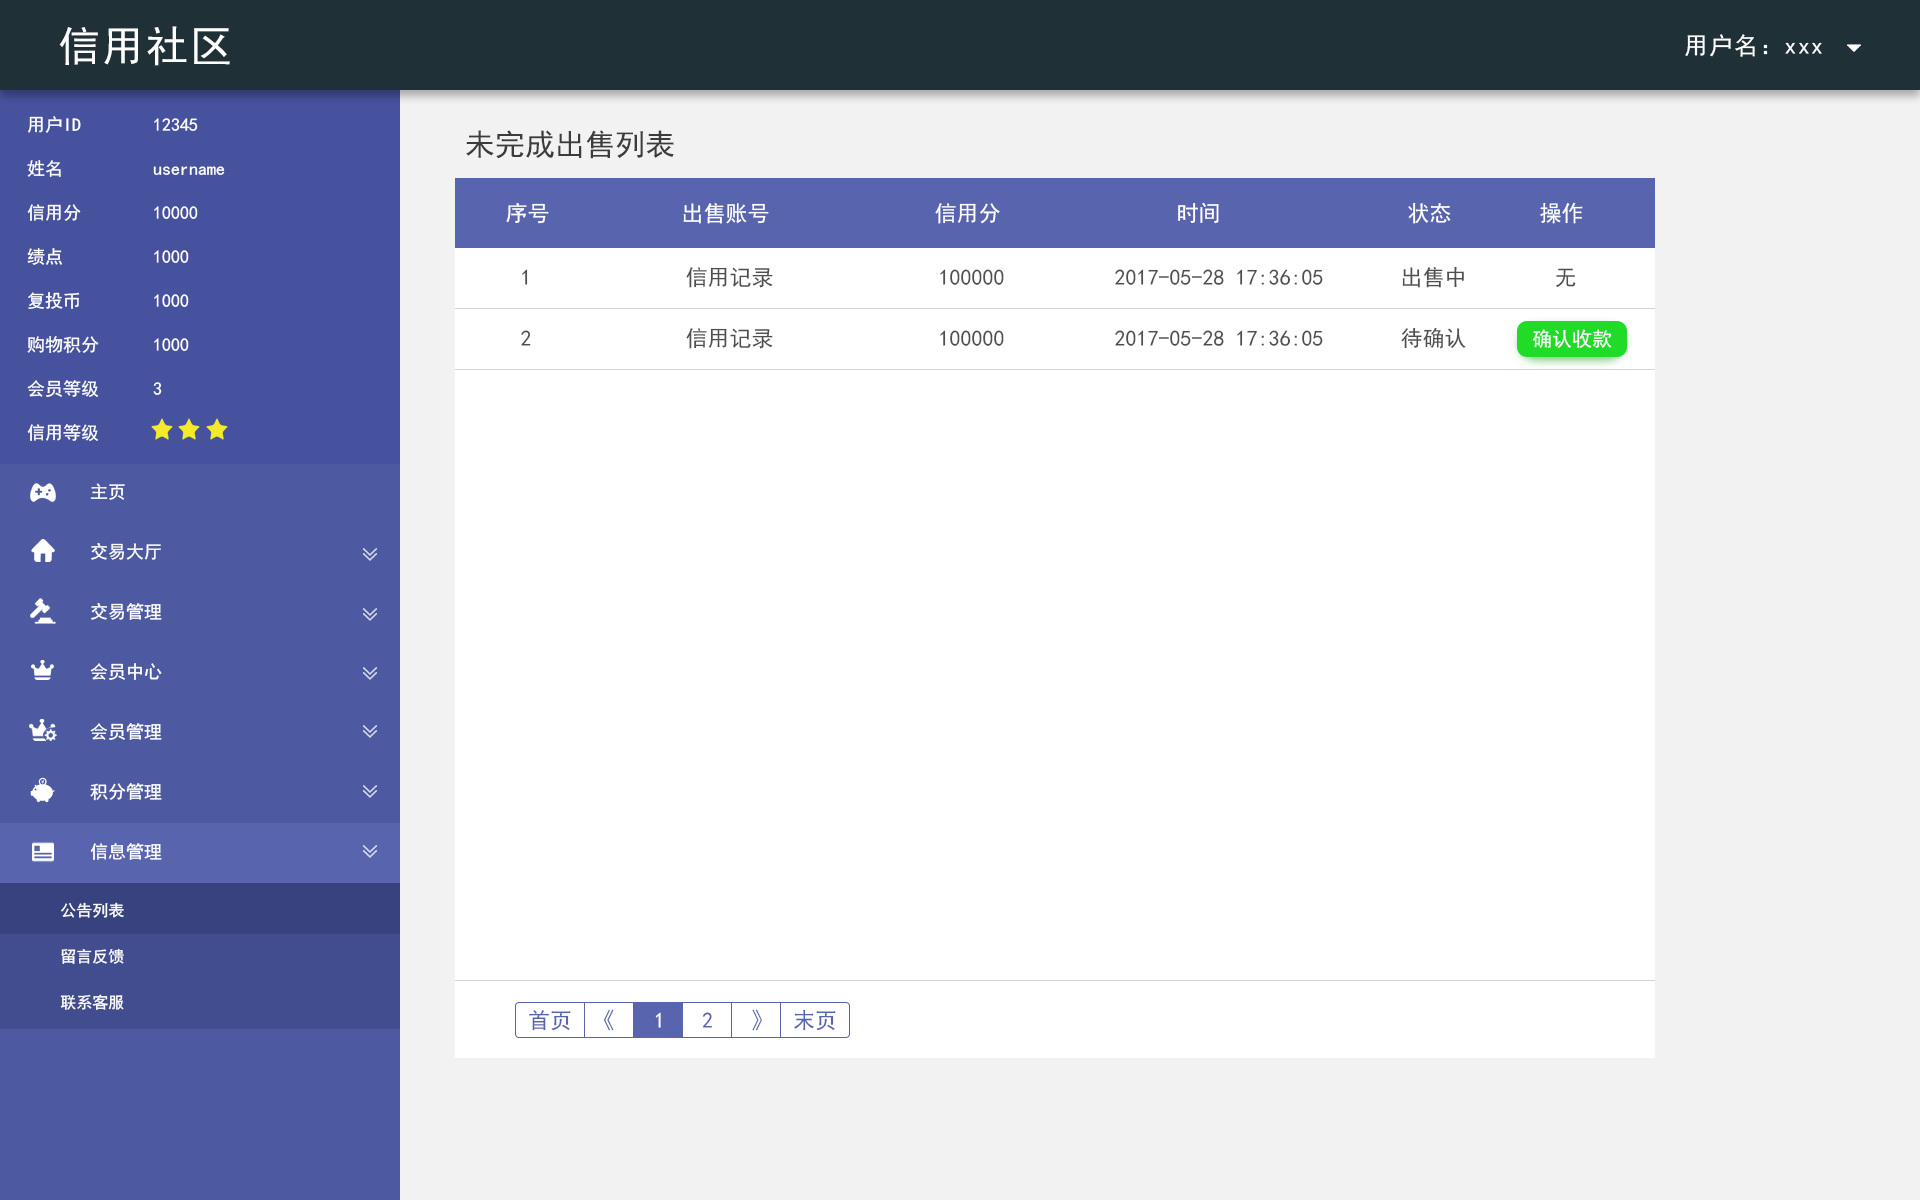 信用社区
用户名：xxx
用户ID 12345
姓名 username
信用分 10000
绩点 1000
复投币 1000
购物积分 1000
会员等级 3
信用等级
主页
交易大厅
交易管理
会员中心
会员管理
积分管理
信息管理
公告列表
留言反馈
联系客服
未完成出售列表
序号 出售账号 信用分 时间 状态 操作
1 信用记录 100000 2017-05-28 17:36:05 出售中 无
2 信用记录 100000 2017-05-28 17:36:05 待确认 确认收款
首页 《 1 2 》 末页